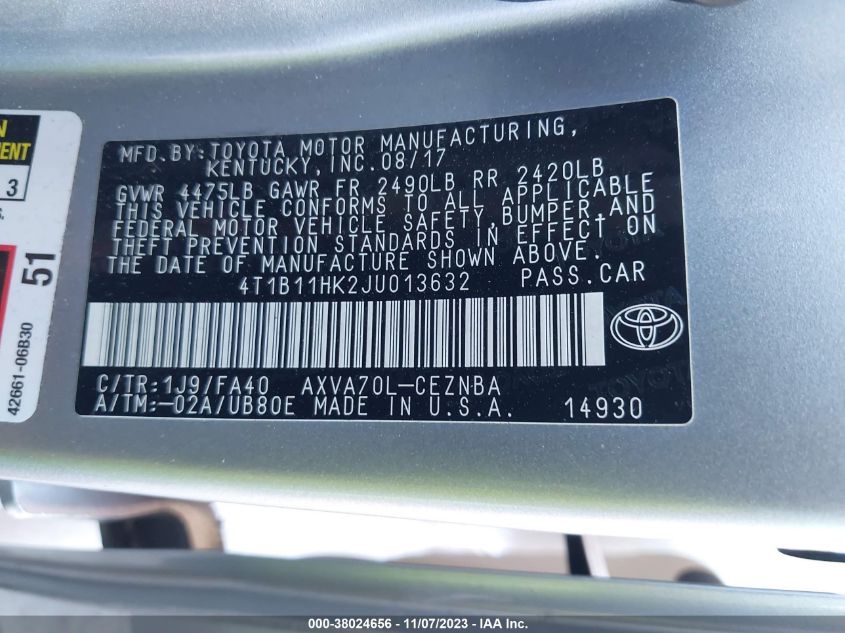 MFD. BY: TOYOTA MOTOR MANUFACTURING,
KENTUCKY, INC. 08/17
GVWR 4475LB GAWR FR 2490LB RR 2420LB
THIS VEHICLE CONFORMS TO ALL APPLICABLE
FEDERAL MOTOR VEHICLE SAFETY, BUMPER, AND
THEFT PREVENTION STANDARDS IN EFFECT ON
THE DATE OF MANUFACTURE SHOWN ABOVE.
4T1B11HK2JU013632 PASS. CAR
C/TR: 1J9/FA40 AXVA70L-CEZNBA
A/TM: -02A/UB80E MADE IN U.S.A. 14930
3
51
42661-06B30
TOYOTA
000-38024656 - 11/07/2023 - IAA Inc.